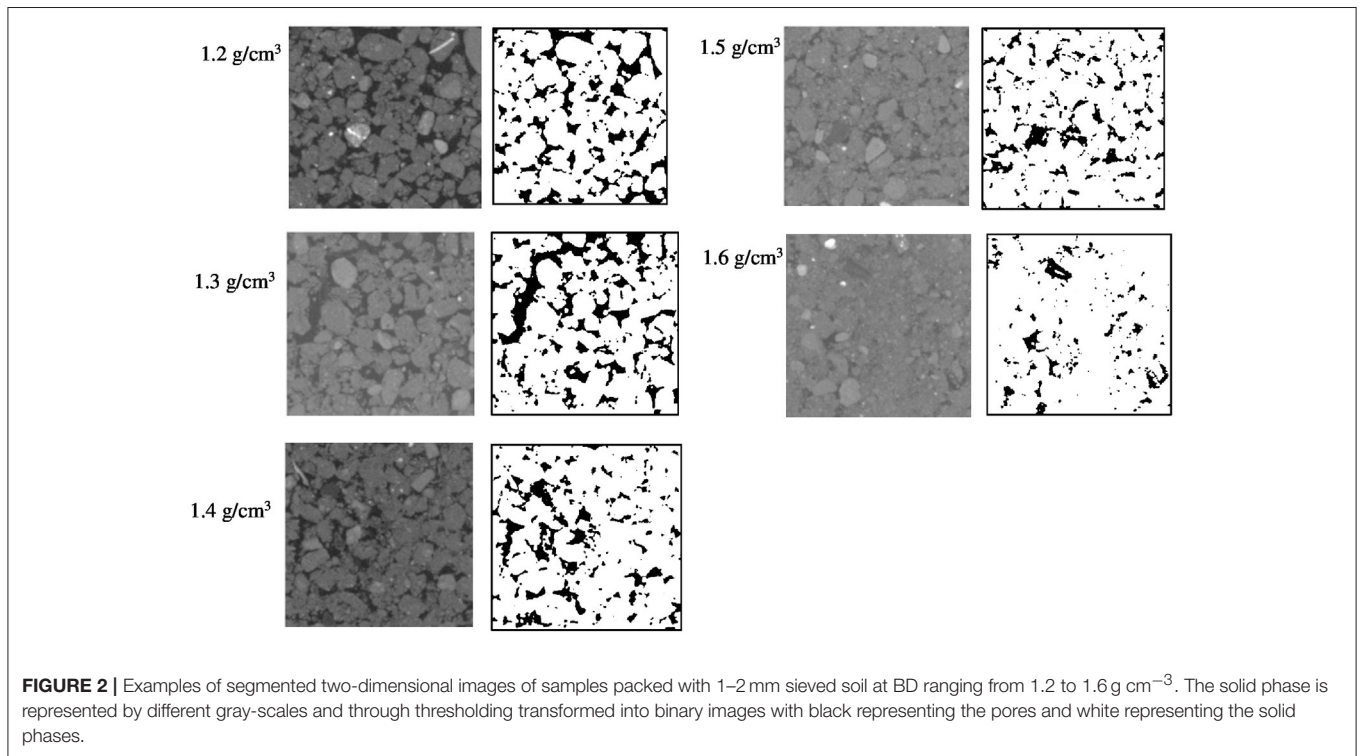 1.2 g/cm³
1.5 g/cm³
1.3 g/cm³
1.6 g/cm³
1.4 g/cm³
FIGURE 2 | Examples of segmented two-dimensional images of samples packed with 1–2 mm sieved soil at BD ranging from 1.2 to 1.6 g cm⁻³. The solid phase is
represented by different gray-scales and through thresholding transformed into binary images with black representing the pores and white representing the solid
phases.